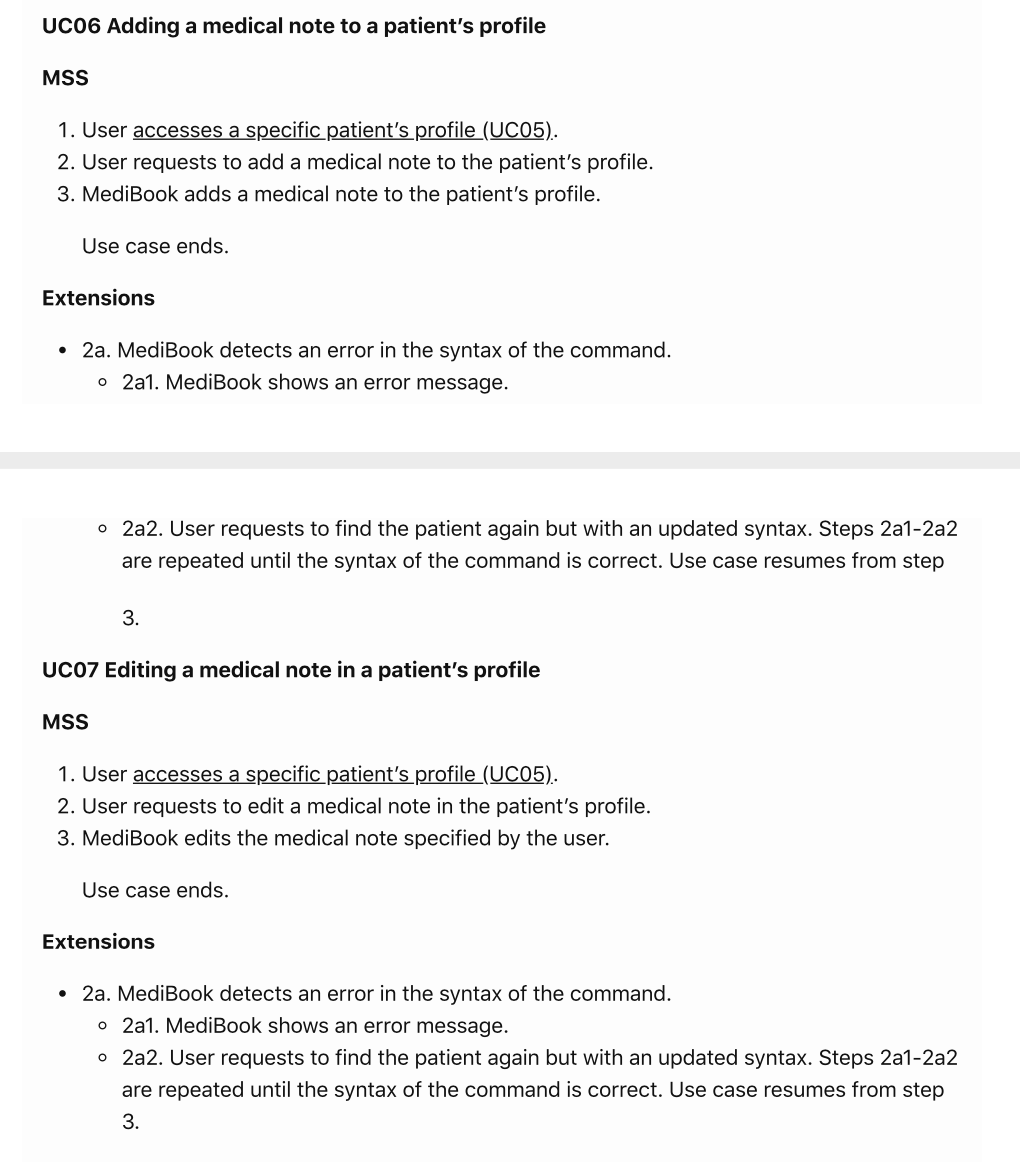 UC06 Adding a medical note to a patient’s profile
MSS
1. User accesses a specific patient’s profile (UC05).
2. User requests to add a medical note to the patient’s profile.
3. MediBook adds a medical note to the patient’s profile.
Use case ends.
Extensions
• 2a. MediBook detects an error in the syntax of the command.
◦ 2a1. MediBook shows an error message.
◦ 2a2. User requests to find the patient again but with an updated syntax. Steps 2a1-2a2
are repeated until the syntax of the command is correct. Use case resumes from step
3.
UC07 Editing a medical note in a patient’s profile
MSS
1. User accesses a specific patient’s profile (UC05).
2. User requests to edit a medical note in the patient’s profile.
3. MediBook edits the medical note specified by the user.
Use case ends.
Extensions
• 2a. MediBook detects an error in the syntax of the command.
◦ 2a1. MediBook shows an error message.
◦ 2a2. User requests to find the patient again but with an updated syntax. Steps 2a1-2a2
are repeated until the syntax of the command is correct. Use case resumes from step
3.